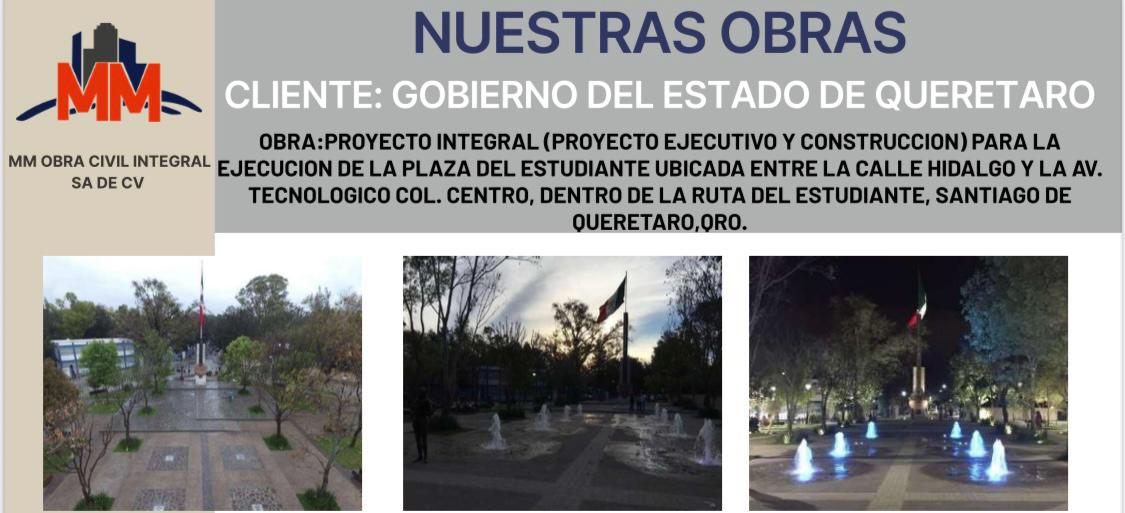 NUESTRAS OBRAS
CLIENTE: GOBIERNO DEL ESTADO DE QUERETARO
OBRA:PROYECTO INTEGRAL (PROYECTO EJECUTIVO Y CONSTRUCCION) PARA LA
EJECUCION DE LA PLAZA DEL ESTUDIANTE UBICADA ENTRE LA CALLE HIDALGO Y LA AV.
TECNOLOGICO COL. CENTRO, DENTRO DE LA RUTA DEL ESTUDIANTE, SANTIAGO DE
QUERETARO,QRO.
MM
MM OBRA CIVIL INTEGRAL
SA DE CV